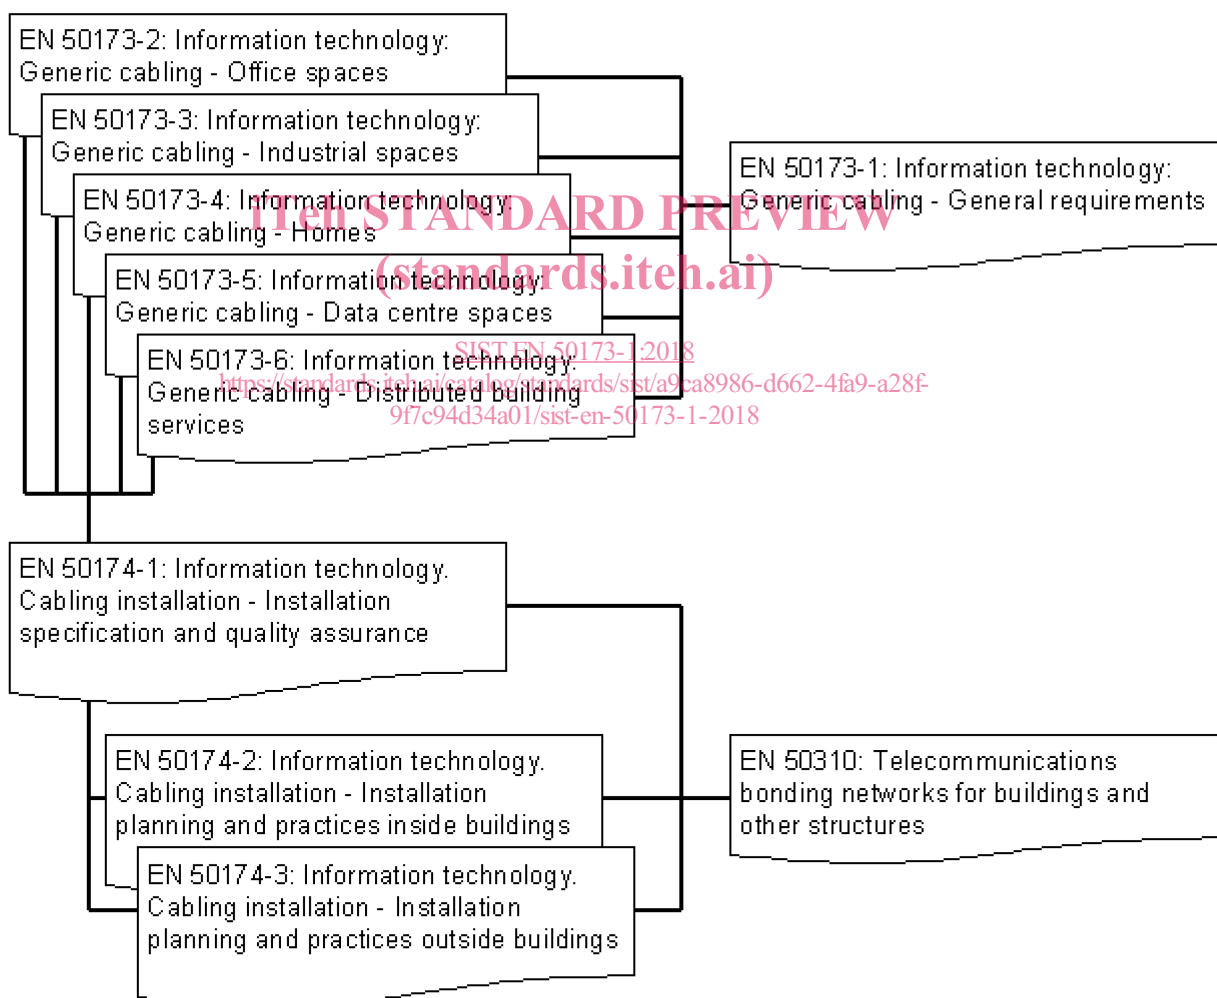 EN 50173-2: Information technology:
Generic cabling - Office spaces
EN 50173-3: Information technology:
Generic cabling - Industrial spaces
EN 50173-1: Information technology:
Generic cabling - General requirements
EN 50173-4: Information technology:
Generic cabling - Homes
iTeh STANDARD PREVIEW
(standards.iteh.ai)
EN 50173-5: Information technology:
Generic cabling - Data centre spaces
EN 50173-6: Information technology:
Generic cabling - Distributed building
services
SIST EN 50173-1:2018
https://standards.iteh.ai/catalog/standards/sist/a9ca8986-d662-4fa9-a28f-
9f7c94d34a01/sist-en-50173-1-2018
EN 50174-1: Information technology.
Cabling installation - Installation
specification and quality assurance
EN 50174-2: Information technology.
Cabling installation - Installation
planning and practices inside buildings
EN 50310: Telecommunications
bonding networks for buildings and
other structures
EN 50174-3: Information technology.
Cabling installation - Installation
planning and practices outside buildings